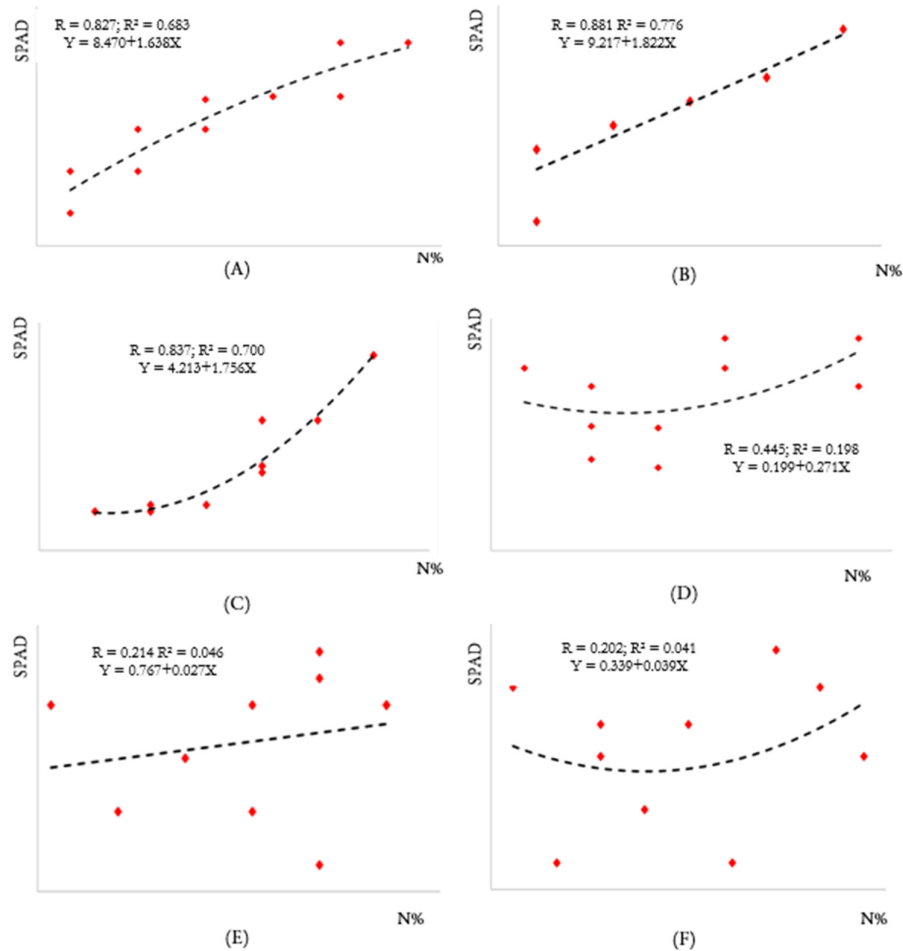 SPAD
R = 0.827; R² = 0.683
Y = 8.470+1.638X
N%
(A)
SPAD
R = 0.881 R² = 0.776
Y = 9.217+1.822X
N%
(B)
SPAD
R = 0.837; R² = 0.700
Y = 4.213+1.756X
N%
(C)
SPAD
R = 0.445; R² = 0.198
Y = 0.199+0.271X
N%
(D)
SPAD
R = 0.214 R² = 0.046
Y = 0.767+0.027X
N%
(E)
SPAD
R = 0.202; R² = 0.041
Y = 0.339+0.039X
N%
(F)